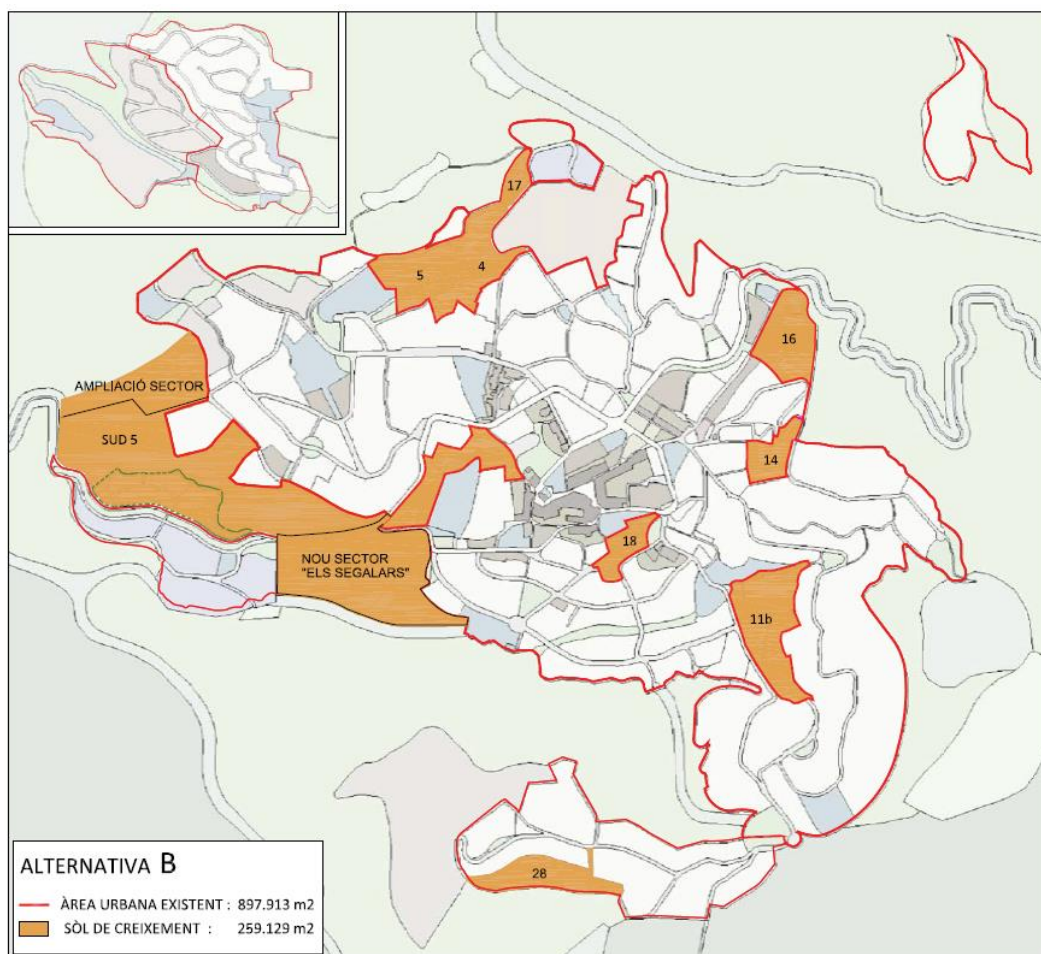 17
5
4
16
AMPLIACIÓ SECTOR
SUD 5
14
18
NOU SECTOR
"ELS SEGALARS"
11b
28
ALTERNATIVA B
ÀREA URBANA EXISTENT : 897.913 m2
SÒL DE CREIXEMENT : 259.129 m2